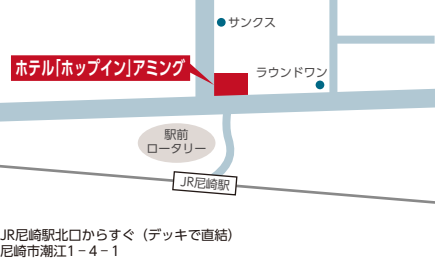 サンクス
ホテル「ホップイン」アミング
ラウンドワン
駅前
ロータリー
JR尼崎駅
JR尼崎駅北口からすぐ（デッキで直結）
尼崎市潮江1－4－1